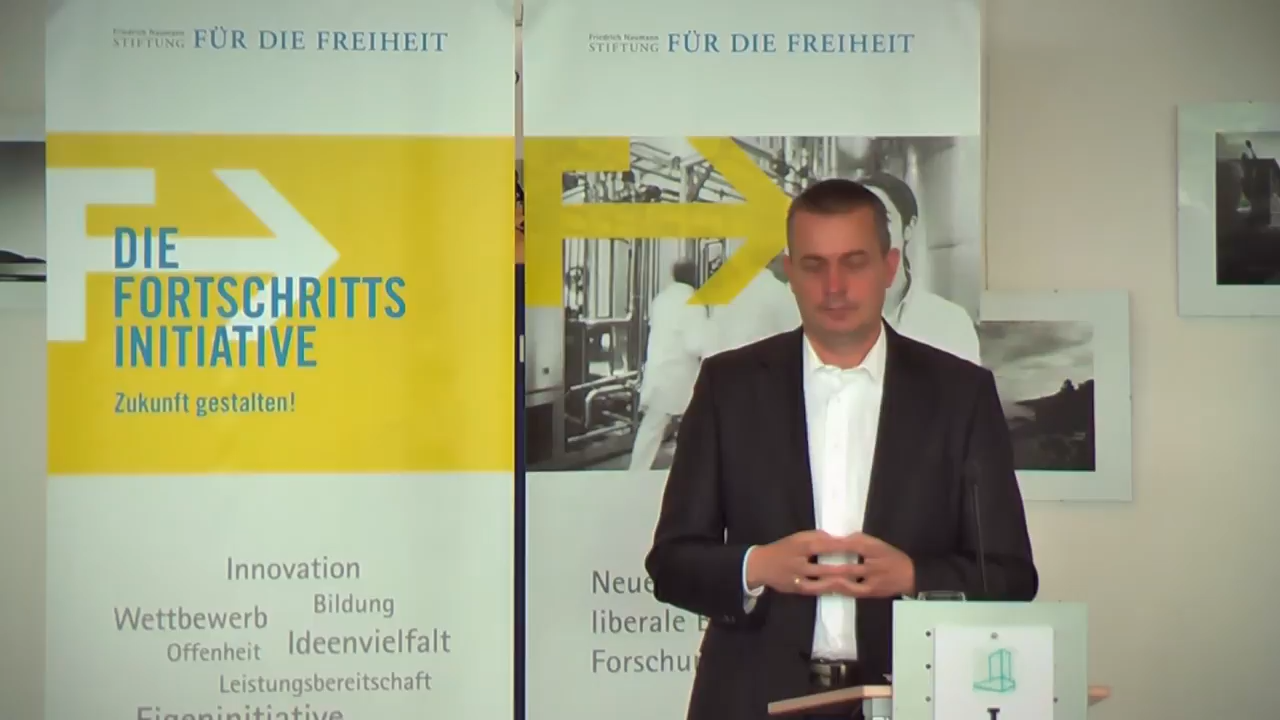 Friedrich Naumann
STIFTUNG FÜR DIE FREIHEIT
DIE
FORTSCHRITTS
INITIATIVE
Zukunft gestalten!
Innovation
Wettbewerb Bildung
Offenheit Ideenvielfalt
Leistungsbereitschaft
Eigeninitiative
Friedrich Naumann
STIFTUNG FÜR DIE FREIHEIT
Neue
liberale